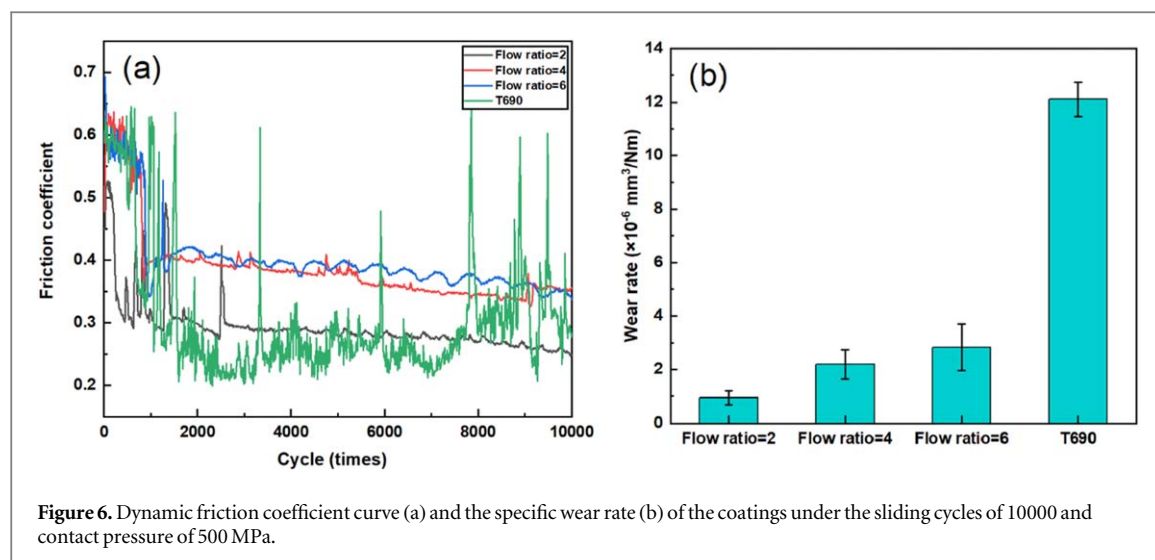 (a)
Flow ratio=2
Flow ratio=4
Flow ratio=6
T690
0.7
0.6
0.5
0.4
0.3
0.2
Friction coefficient
0 2000 4000 6000 8000 10000
Cycle (times)
(b)
14
12
10
8
6
4
2
0
Wear rate (×10⁻⁶ mm³/Nm)
Flow ratio=2 Flow ratio=4 Flow ratio=6 T690
Figure 6. Dynamic friction coefficient curve (a) and the specific wear rate (b) of the coatings under the sliding cycles of 10000 and
contact pressure of 500 MPa.